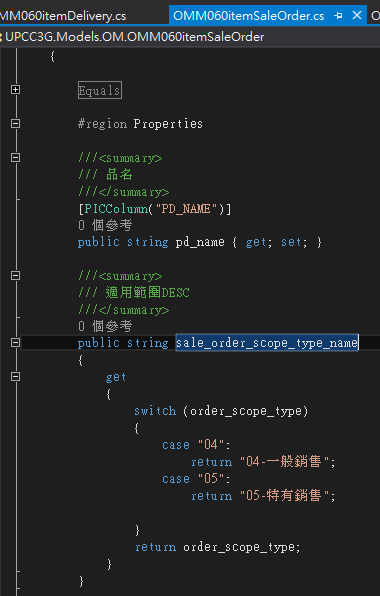 MM060itemDelivery.cs OMM060itemSaleOrder.cs O
UPCC3G.Models.OM.OMM060itemSaleOrder
{
Equals
#region Properties
///<summary>
/// 品名
///</summary>
[PICColumn("PD_NAME")]
0 個參考
public string pd_name { get; set; }
///<summary>
/// 適用範圍DESC
///</summary>
0 個參考
public string sale_order_scope_type_name
{
get
{
switch (order_scope_type)
{
case "04":
return "04-一般銷售";
case "05":
return "05-特有銷售";
}
return order_scope_type;
}
}